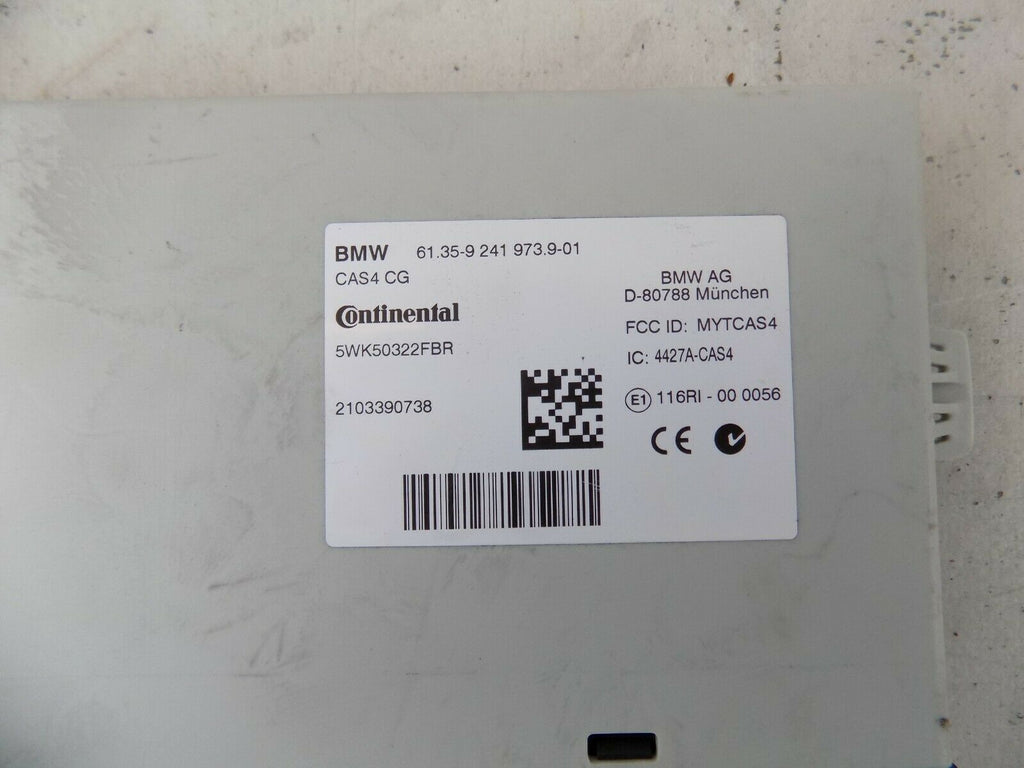 BMW 61.35-9 241 973.9-01
CAS4 CG
Continental
5WK50322FBR
2103390738
BMW AG
D-80788 München
FCC ID: MYTCAS4
IC: 4427A-CAS4
E1 116RI - 00 0056
CE